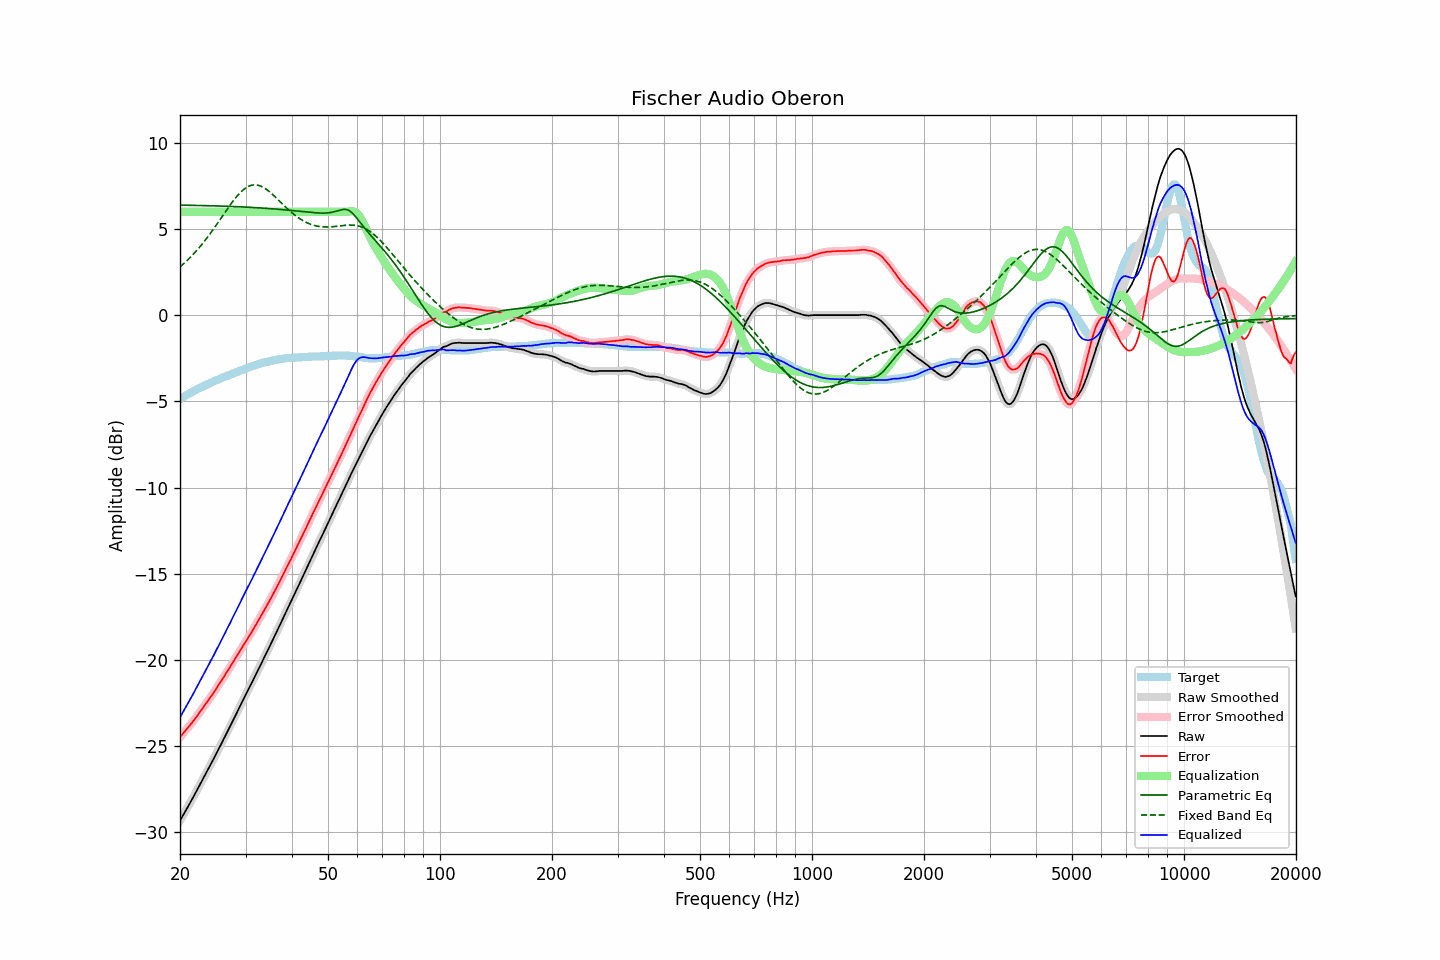 Fischer Audio Oberon
Amplitude (dBr)
10
5
0
−5
−10
−15
−20
−25
−30
20
50
100
200
500
1000
2000
5000
10000
20000
Frequency (Hz)
Target
Raw Smoothed
Error Smoothed
Raw
Error
Equalization
Parametric Eq
Fixed Band Eq
Equalized